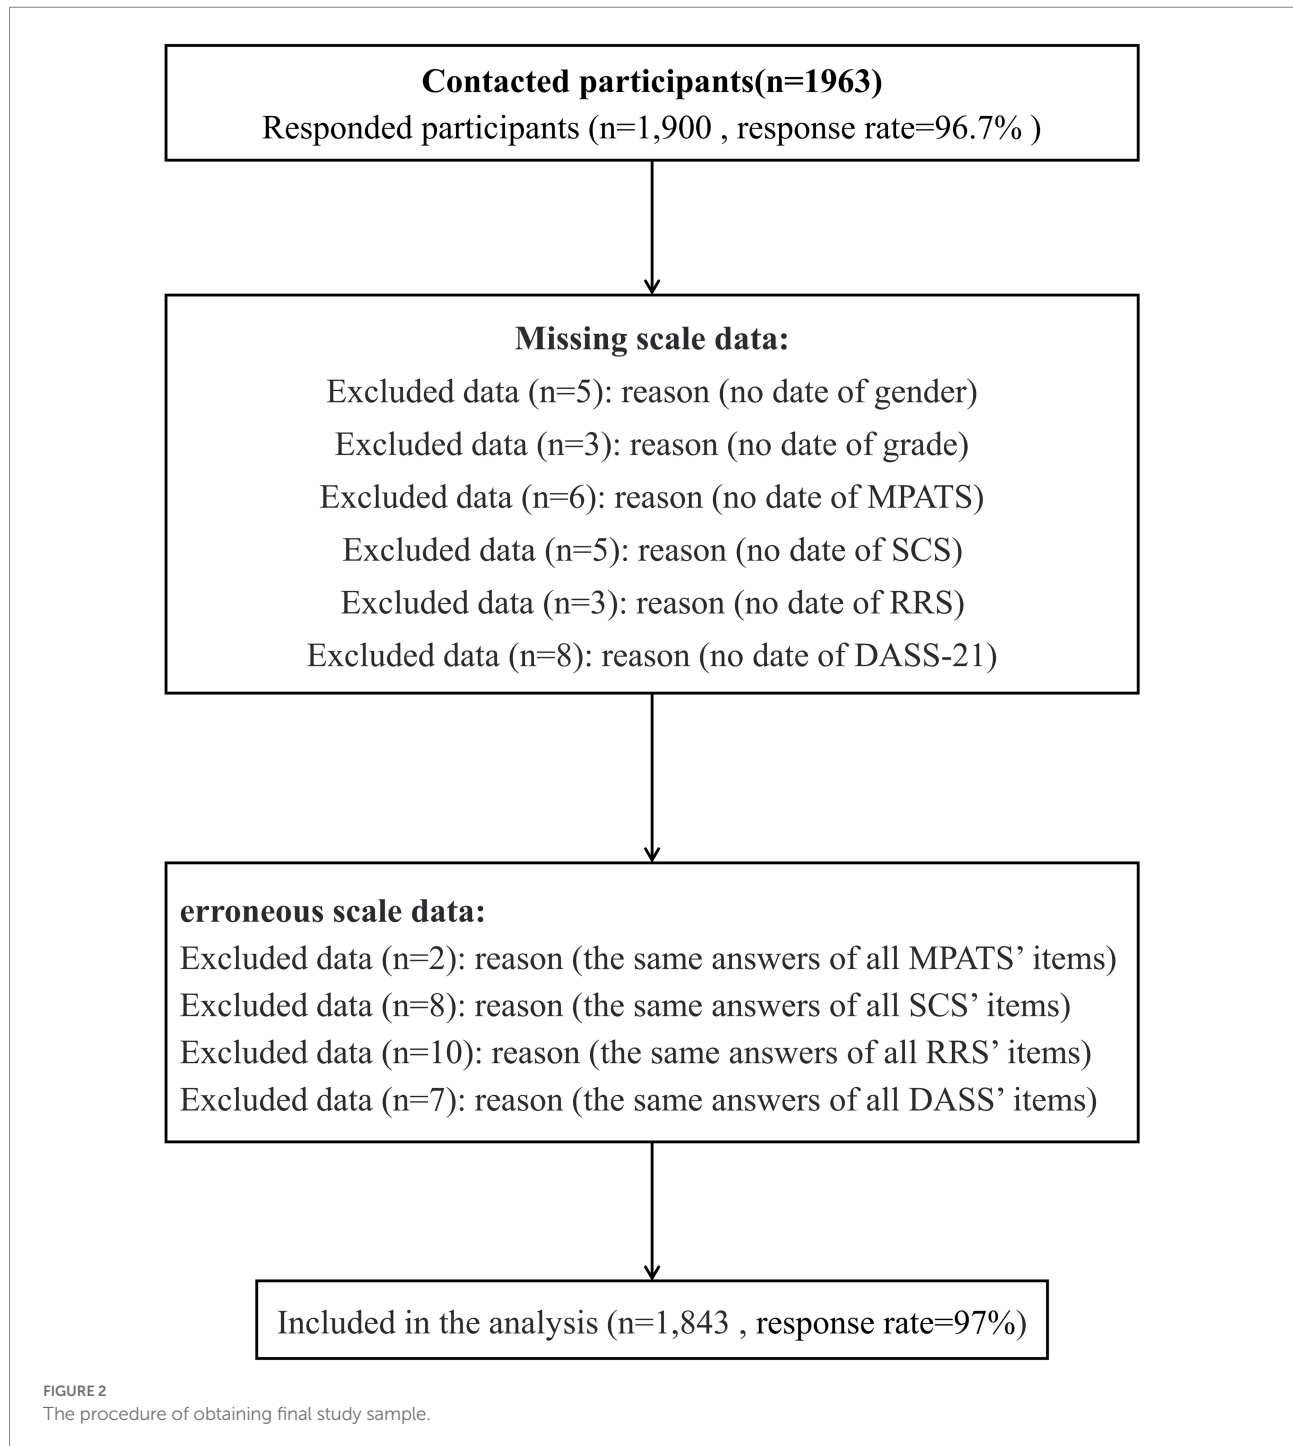 Contacted participants(n=1963)
Responded participants (n=1,900 , response rate=96.7% )
Missing scale data:
Excluded data (n=5): reason (no date of gender)
Excluded data (n=3): reason (no date of grade)
Excluded data (n=6): reason (no date of MPATS)
Excluded data (n=5): reason (no date of SCS)
Excluded data (n=3): reason (no date of RRS)
Excluded data (n=8): reason (no date of DASS-21)
erroneous scale data:
Excluded data (n=2): reason (the same answers of all MPATS’ items)
Excluded data (n=8): reason (the same answers of all SCS’ items)
Excluded data (n=10): reason (the same answers of all RRS’ items)
Excluded data (n=7): reason (the same answers of all DASS’ items)
Included in the analysis (n=1,843 , response rate=97%)
FIGURE 2
The procedure of obtaining final study sample.